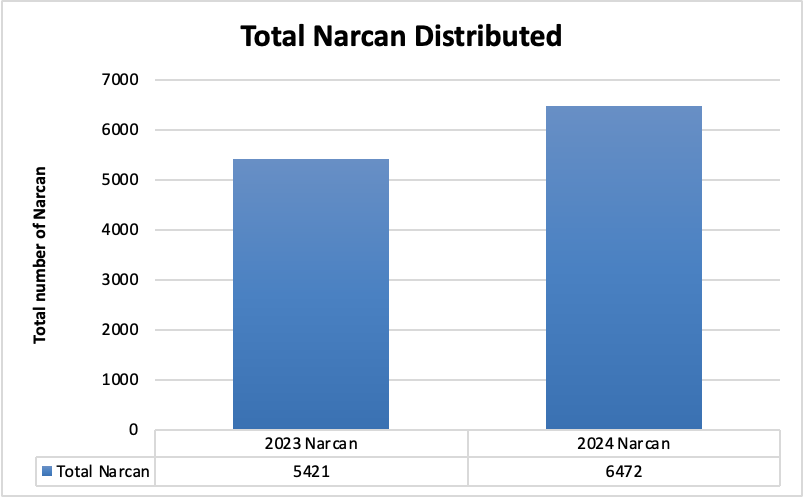 Total Narcan Distributed
7000
6000
5000
4000
3000
2000
1000
0
Total number of Narcan
2023 Narcan 2024 Narcan
Total Narcan 5421 6472